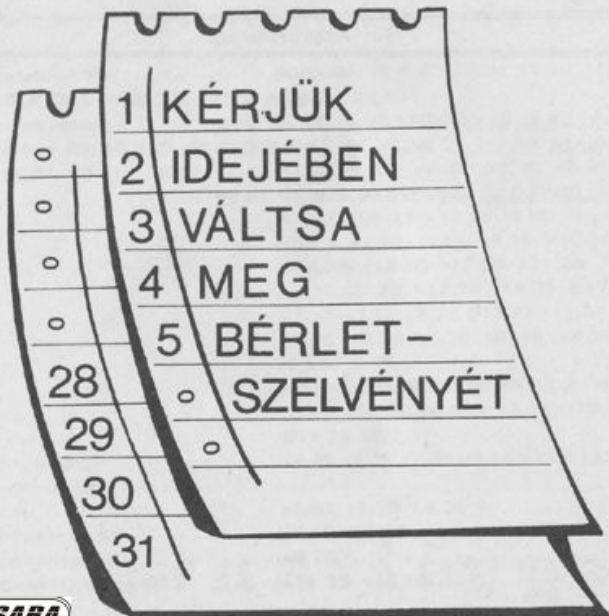 1 KÉRJÜK
2 IDEJÉBEN
3 VÁLTSA
4 MEG
5 BÉRLET-
SZELVÉNYÉT
28
29
30
31